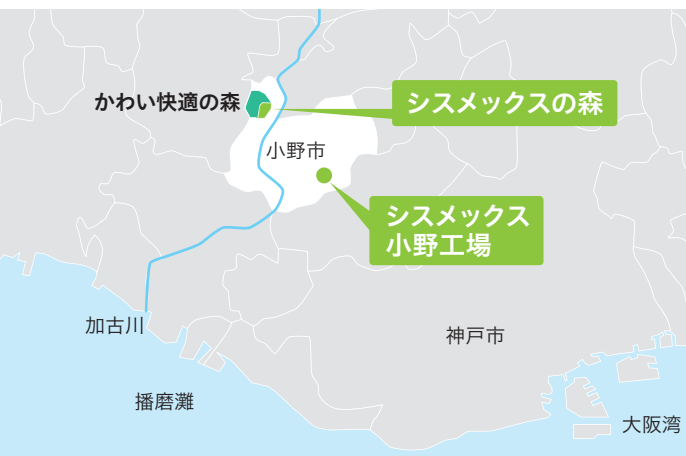 かわい快適の森
シスメックスの森
小野市
シスメックス
小野工場
加古川
神戸市
播磨灘
大阪湾